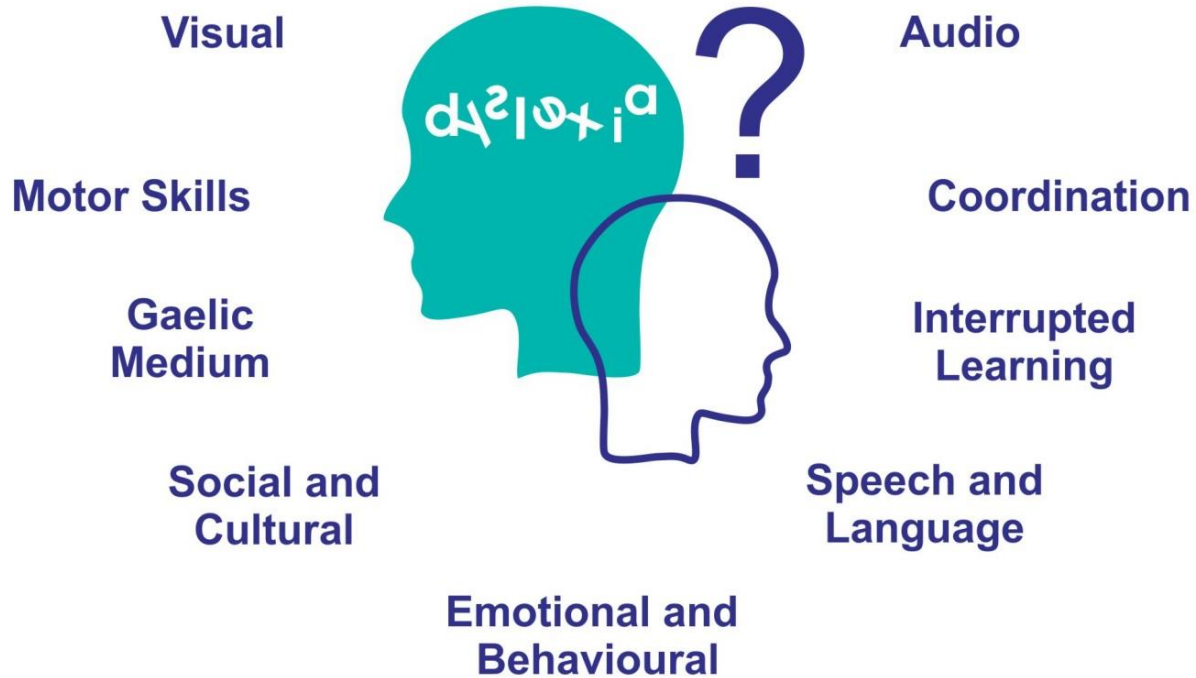 Visual
Audio
dyslexia
?
Motor Skills
Coordination
Gaelic
Medium
Interrupted
Learning
Social and
Cultural
Speech and
Language
Emotional and
Behavioural